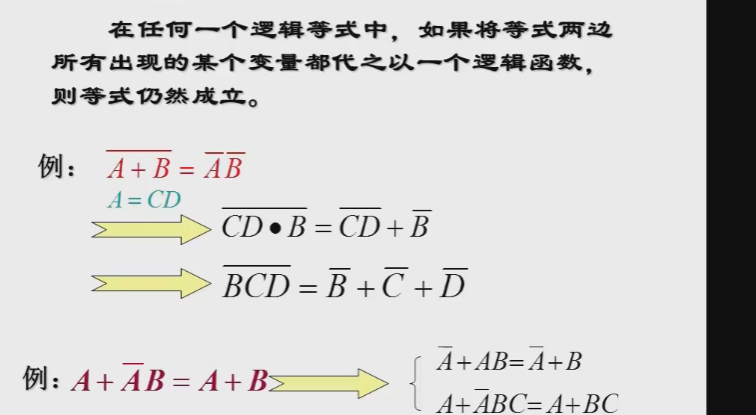 在任何一个逻辑等式中，如果将等式两边
所有出现的某个变量都代之以一个逻辑函数，
则等式仍然成立。
例： $\overline{A+B}=\overline{A}\,\overline{B}$
$A=CD$
$\overline{CD\bullet B}=\overline{CD}+\overline{B}$
$\overline{BCD}=\overline{B}+\overline{C}+\overline{D}$
例：$A+\overline{A}B=A+B$
$\overline{A}+AB=\overline{A}+B$
$A+\overline{A}BC=A+BC$